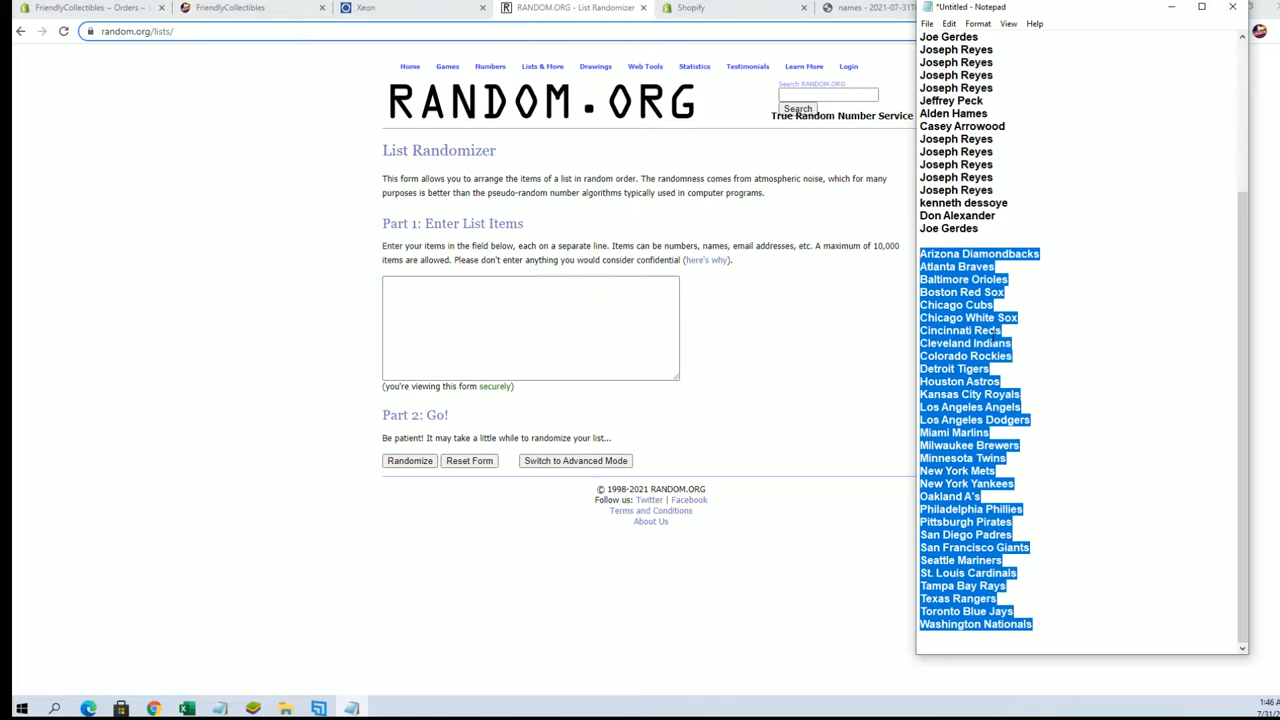 FriendlyCollectibles – Orders – S
FriendlyCollectibles
Xeon
RANDOM.ORG - List Randomizer
Shopify
names - 2021-07-31T
random.org/lists/
Home Games Numbers Lists & More Drawings Web Tools Statistics Testimonials Learn More Login
RANDOM.ORG
Search RANDOM.ORG
Search
True Random Number Service
List Randomizer
This form allows you to arrange the items of a list in random order. The randomness comes from atmospheric noise, which for many
purposes is better than the pseudo-random number algorithms typically used in computer programs.
Part 1: Enter List Items
Enter your items in the field below, each on a separate line. Items can be numbers, names, email addresses, etc. A maximum of 10,000
items are allowed. Please don't enter anything you would consider confidential (here's why).
(you're viewing this form securely)
Part 2: Go!
Be patient! It may take a little while to randomize your list...
Randomize Reset Form Switch to Advanced Mode
© 1998-2021 RANDOM.ORG
Follow us: Twitter | Facebook
Terms and Conditions
About Us
*Untitled - Notepad
File Edit Format View Help
Joe Gerdes
Joseph Reyes
Joseph Reyes
Joseph Reyes
Joseph Reyes
Jeffrey Peck
Alden Hames
Casey Arrowood
Joseph Reyes
Joseph Reyes
Joseph Reyes
Joseph Reyes
Joseph Reyes
kenneth dessoye
Don Alexander
Joe Gerdes
Arizona Diamondbacks
Atlanta Braves
Baltimore Orioles
Boston Red Sox
Chicago Cubs
Chicago White Sox
Cincinnati Reds
Cleveland Indians
Colorado Rockies
Detroit Tigers
Houston Astros
Kansas City Royals
Los Angeles Angels
Los Angeles Dodgers
Miami Marlins
Milwaukee Brewers
Minnesota Twins
New York Mets
New York Yankees
Oakland A's
Philadelphia Phillies
Pittsburgh Pirates
San Diego Padres
San Francisco Giants
Seattle Mariners
St. Louis Cardinals
Tampa Bay Rays
Texas Rangers
Toronto Blue Jays
Washington Nationals
1:46 A
7/31/2